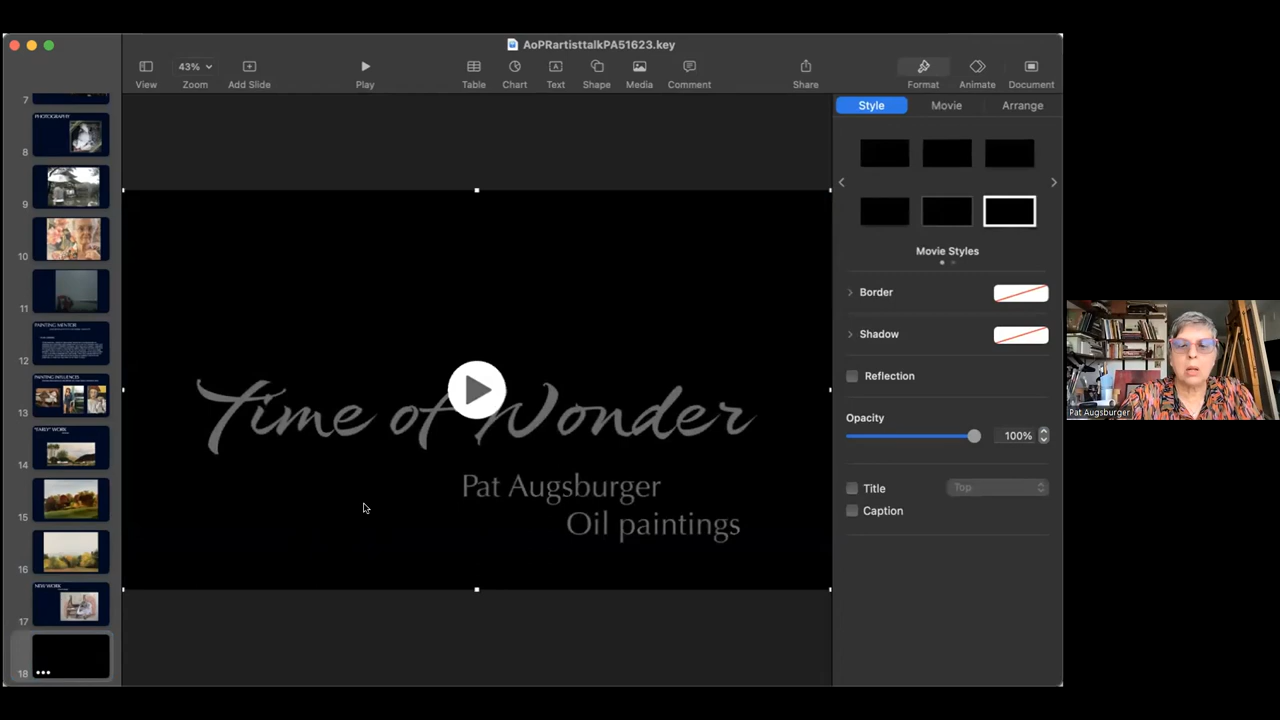 AoPRartisttalkPA51623.key
View
43%
Zoom
Add Slide
Play
Table
Chart
Text
Shape
Media
Comment
Share
Format
Animate
Document
Style
Movie
Arrange
7
PHOTOGRAPHY
8
9
10
11
PAINTING MENTOR
12
PAINTING INFLUENCES
13
"EARLY" WORK
14
15
16
NEW WORK
17
18
Time of Wonder
Pat Augsburger
Oil paintings
Movie Styles
Border
Shadow
Reflection
Opacity
100%
Title
Top
Caption
Pat Augsburger